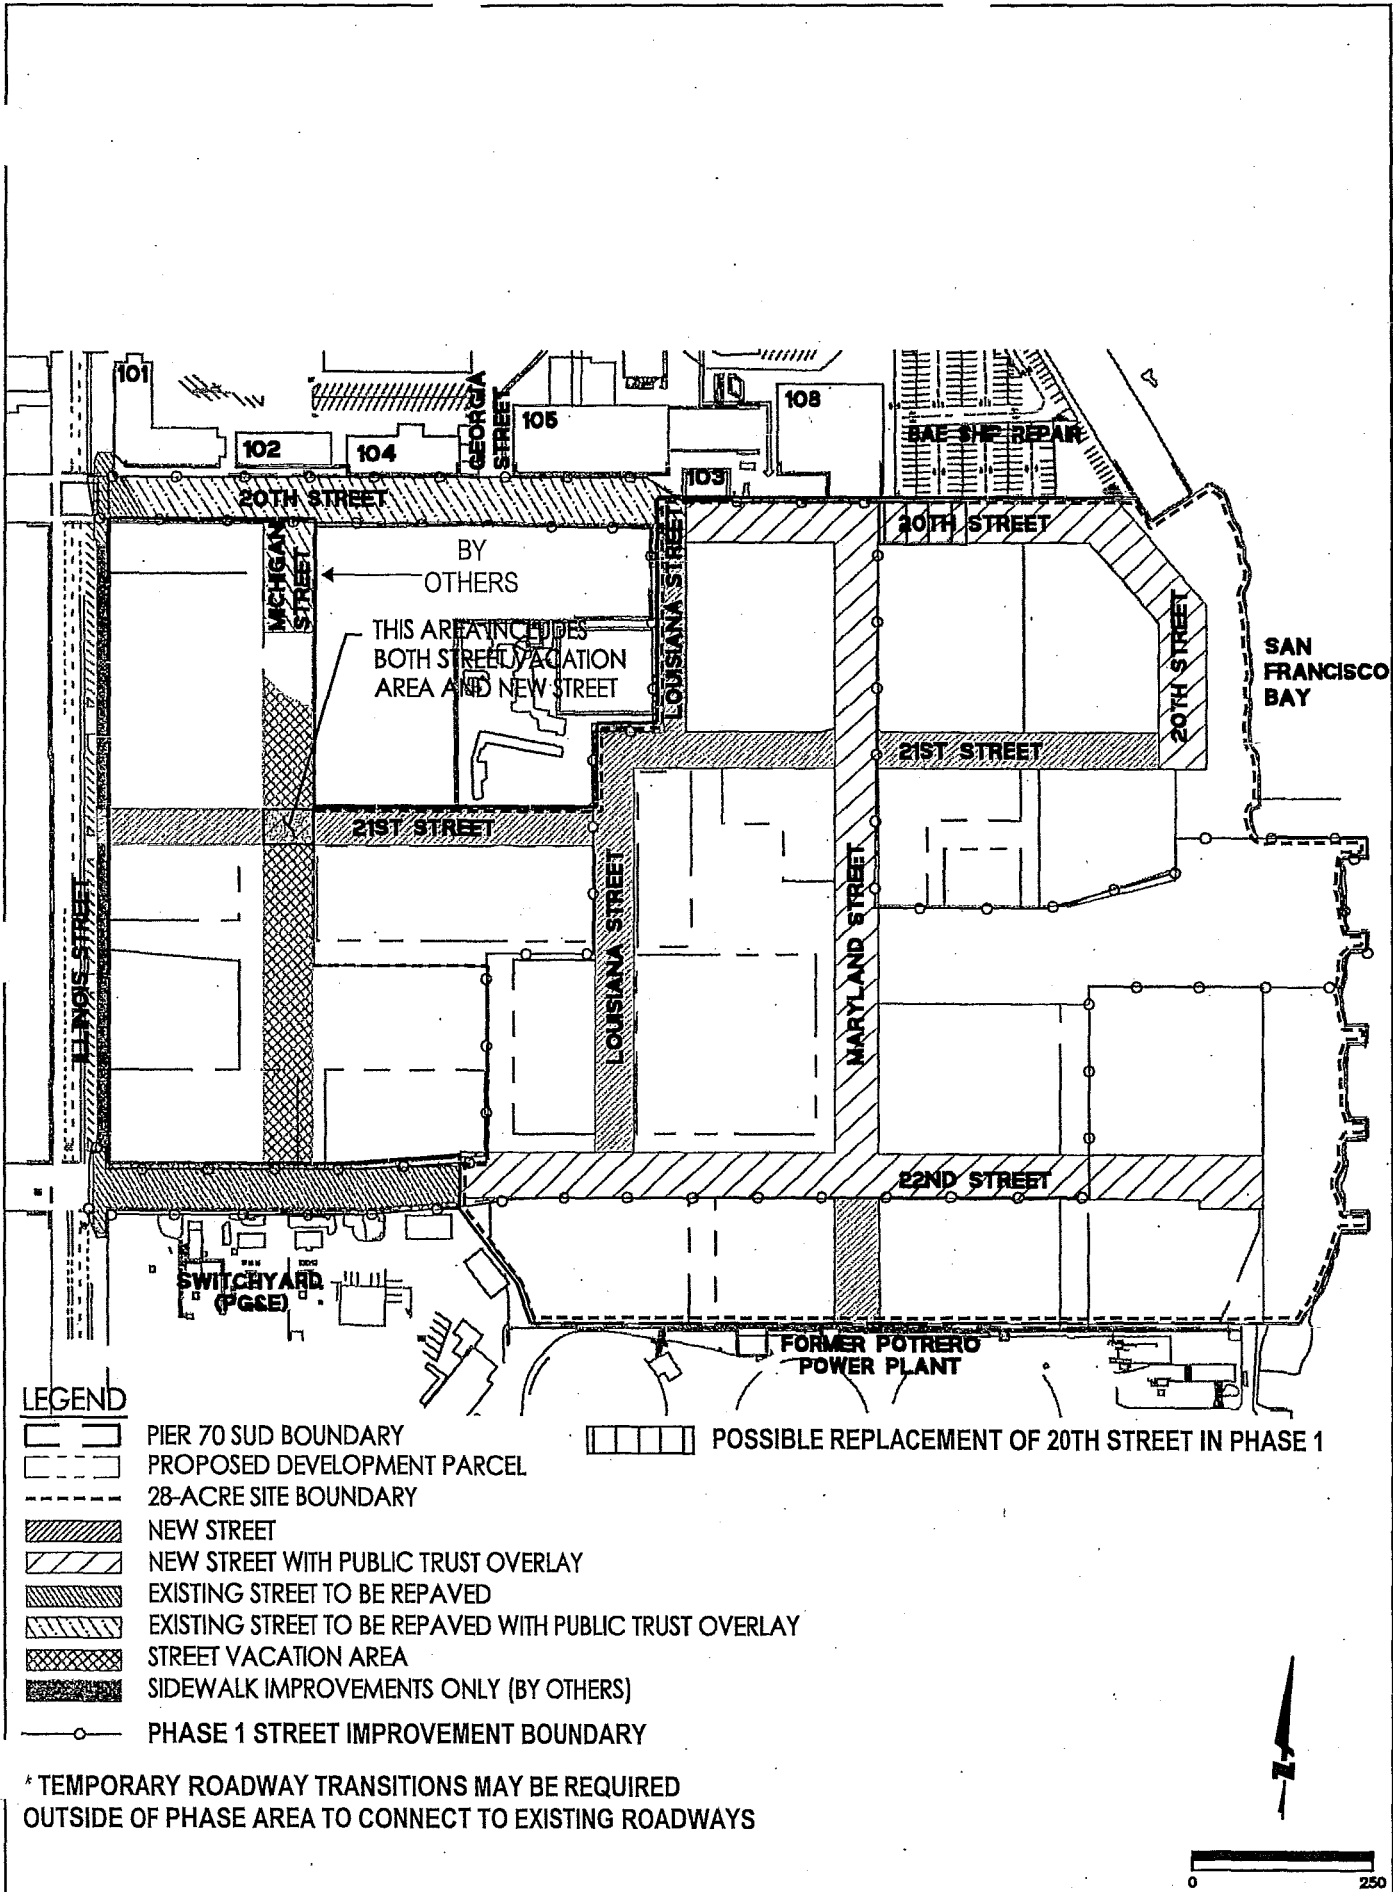 101
102
104
GEORGIA
STREET
105
103
108
BAE SHIP REPAIR
20TH STREET
20TH STREET
MICHIGAN
STREET
BY
OTHERS
LOUISIANA STREET
20TH STREET
THIS AREA INCLUDES
BOTH STREET VACATION
AREA AND NEW STREET
SAN
FRANCISCO
BAY
21ST STREET
21ST STREET
ILLINOIS STREET
LOUISIANA STREET
MARYLAND STREET
22ND STREET
SWITCHYARD
(PG&E)
FORMER POTRERO
POWER PLANT
LEGEND
PIER 70 SUD BOUNDARY
PROPOSED DEVELOPMENT PARCEL
28-ACRE SITE BOUNDARY
NEW STREET
NEW STREET WITH PUBLIC TRUST OVERLAY
EXISTING STREET TO BE REPAVED
EXISTING STREET TO BE REPAVED WITH PUBLIC TRUST OVERLAY
STREET VACATION AREA
SIDEWALK IMPROVEMENTS ONLY (BY OTHERS)
PHASE 1 STREET IMPROVEMENT BOUNDARY
POSSIBLE REPLACEMENT OF 20TH STREET IN PHASE 1
* TEMPORARY ROADWAY TRANSITIONS MAY BE REQUIRED
OUTSIDE OF PHASE AREA TO CONNECT TO EXISTING ROADWAYS
Z
0 250